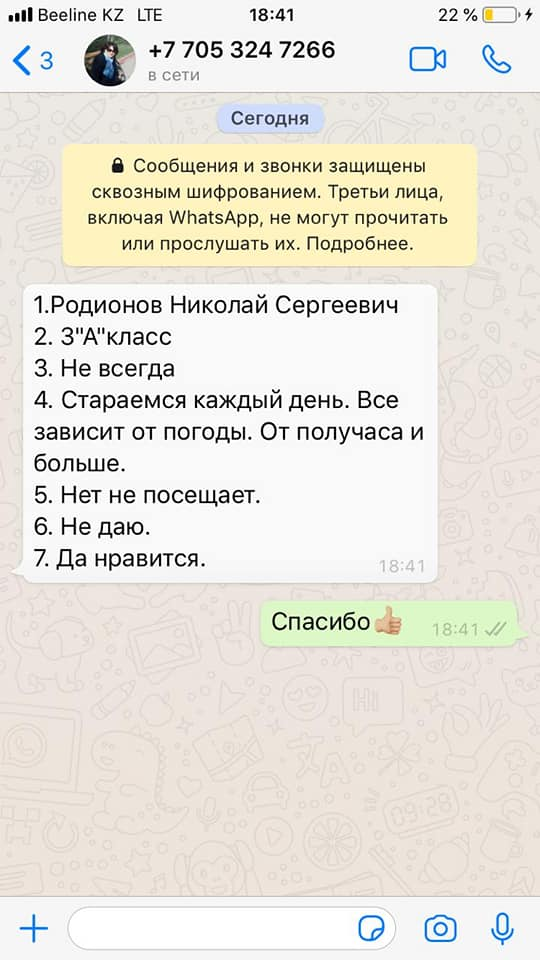 Beeline KZ LTE 18:41 22 %
3 +7 705 324 7266
в сети
Сегодня
Сообщения и звонки защищены
сквозным шифрованием. Третьи лица,
включая WhatsApp, не могут прочитать
или прослушать их. Подробнее.
1.Родионов Николай Сергеевич
2. 3"А"класс
3. Не всегда
4. Стараемся каждый день. Все
зависит от погоды. От получаса и
больше.
5. Нет не посещает.
6. Не даю.
7. Да нравится.
18:41
Спасибо👍🏼 18:41
Hi
09:28